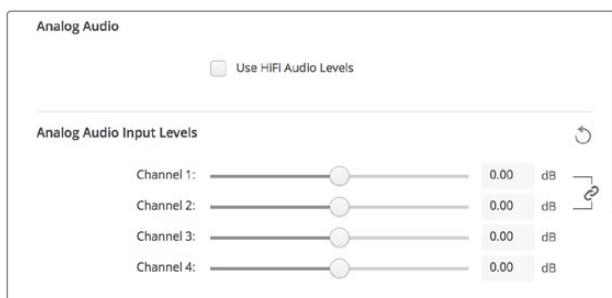 Analog Audio
Use HiFi Audio Levels
Analog Audio Input Levels
Channel 1: 0.00 dB
Channel 2: 0.00 dB
Channel 3: 0.00 dB
Channel 4: 0.00 dB